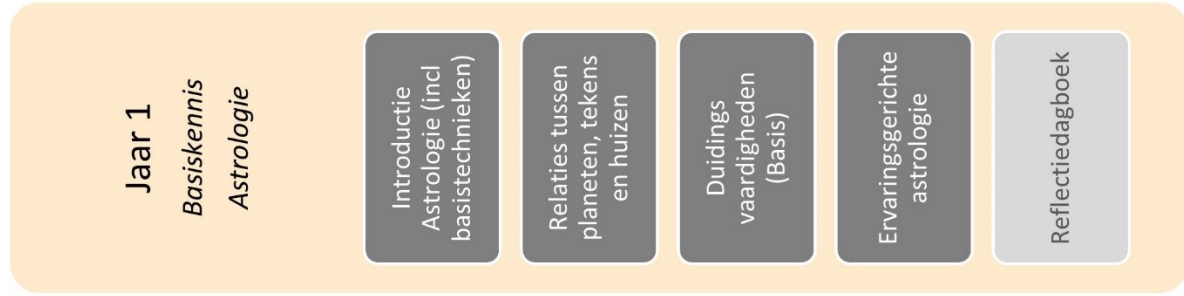 Jaar 1
Basiskennis
Astrologie
Introductie
Astrologie (incl
basistechnieken)
Relaties tussen
planeten, tekens
en huizen
Duidings
vaardigheden
(Basis)
Ervaringsgerichte
astrologie
Reflectiedagboek